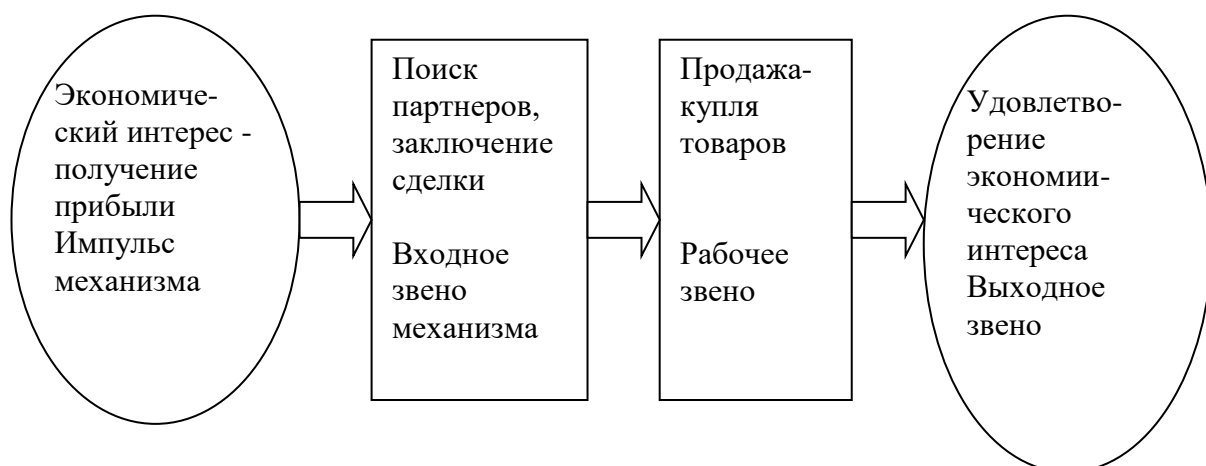 Экономиче-
ский интерес -
получение
прибыли
Импульс
механизма
Поиск
партнеров,
заключение
сделки
Входное
звено
механизма
Продажа-
купля
товаров
Рабочее
звено
Удовлетво-
рение
экономии-
ческого
интереса
Выходное
звено